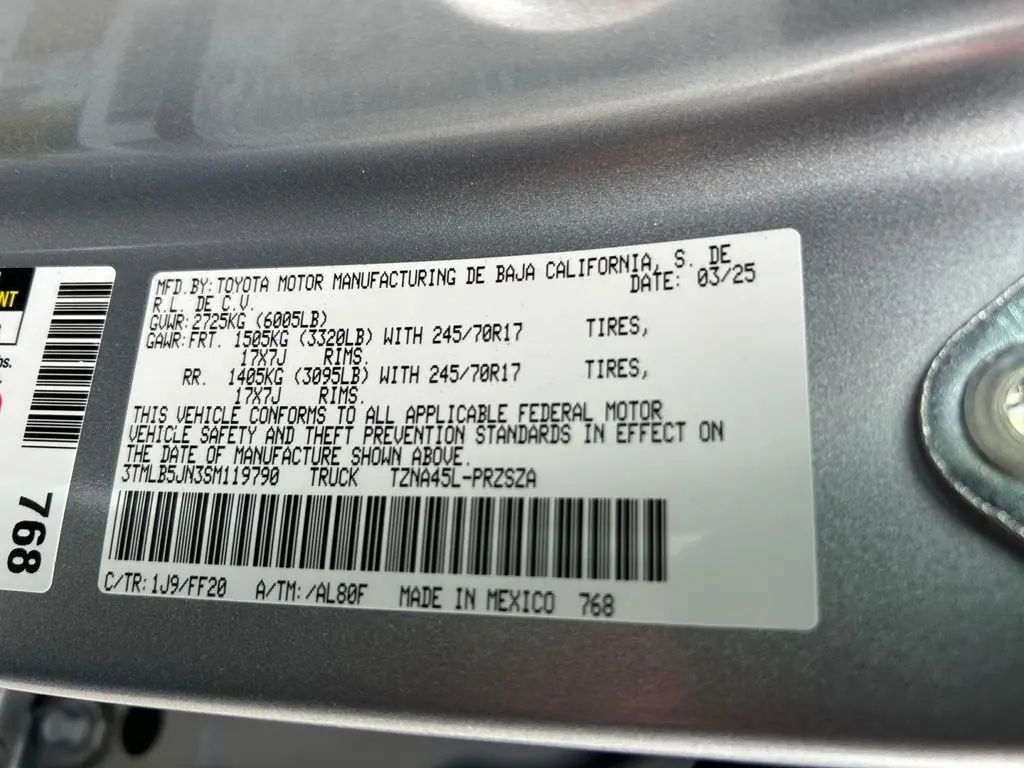 MFD.BY:TOYOTA MOTOR MANUFACTURING DE BAJA CALIFORNIA, S. DE
R.L. DE C.V. DATE: 03/25
GVWR:2725KG (6005LB)
GAWR:FRT. 1505KG (3320LB) WITH 245/70R17 TIRES,
17X7J RIMS.
RR. 1405KG (3095LB) WITH 245/70R17 TIRES,
17X7J RIMS.
THIS VEHICLE CONFORMS TO ALL APPLICABLE FEDERAL MOTOR
VEHICLE SAFETY AND THEFT PREVENTION STANDARDS IN EFFECT ON
THE DATE OF MANUFACTURE SHOWN ABOVE.
3TMLB5JN3SM119790 TRUCK TZNA45L-PRZSZA
C/TR:1J9/FF20 A/TM:/AL80F MADE IN MEXICO 768
NT
768